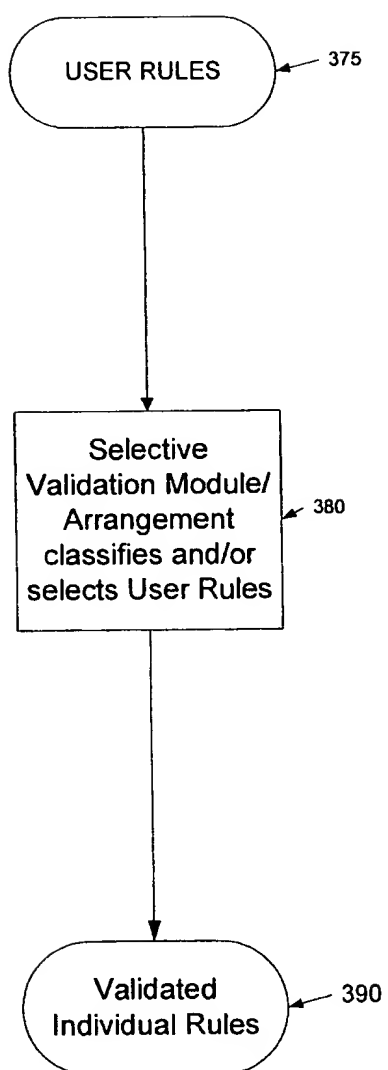 USER RULES
375
Selective
Validation Module/
Arrangement
classifies and/or
selects User Rules
380
Validated
Individual Rules
390